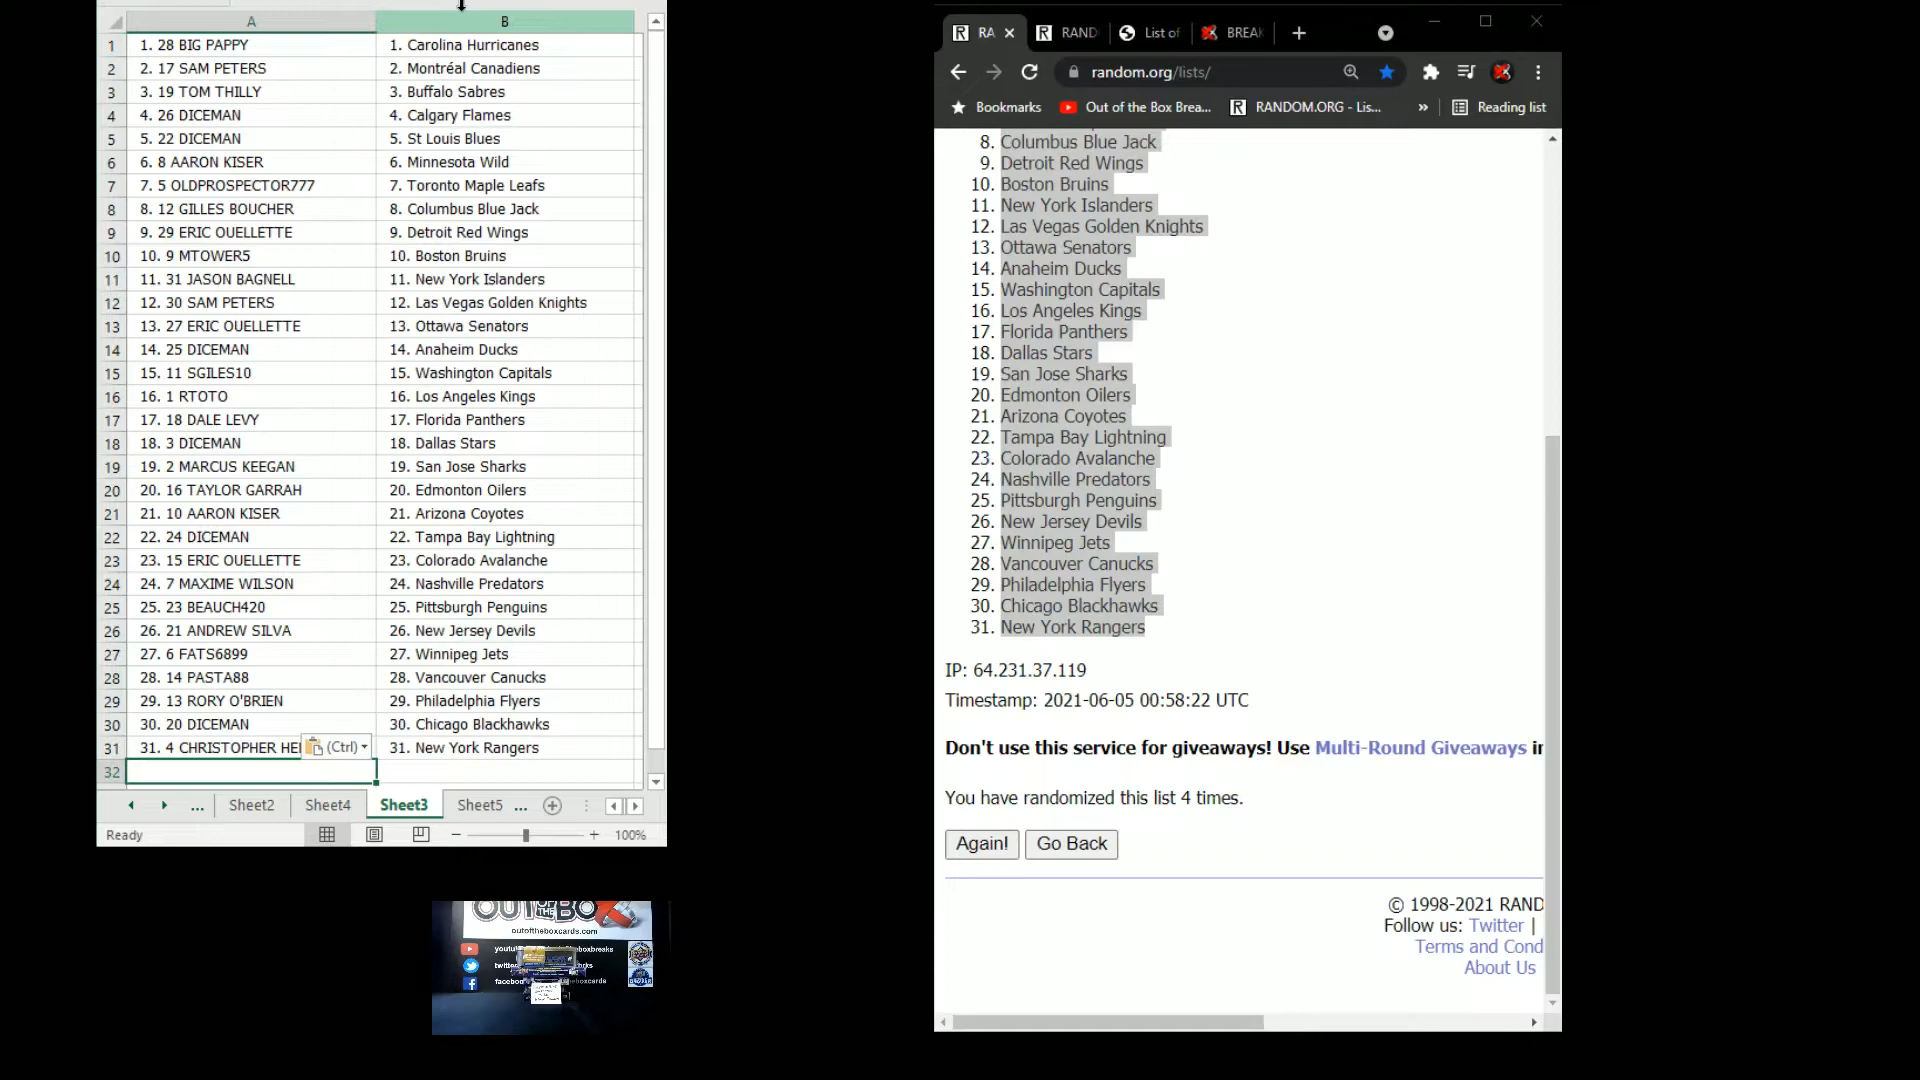 A B
1 1. 28 BIG PAPPY 1. Carolina Hurricanes
2 2. 17 SAM PETERS 2. Montréal Canadiens
3 3. 19 TOM THILLY 3. Buffalo Sabres
4 4. 26 DICEMAN 4. Calgary Flames
5 5. 22 DICEMAN 5. St Louis Blues
6 6. 8 AARON KISER 6. Minnesota Wild
7 7. 5 OLDPROSPECTOR777 7. Toronto Maple Leafs
8 8. 12 GILLES BOUCHER 8. Columbus Blue Jack
9 9. 29 ERIC OUELLETTE 9. Detroit Red Wings
10 10. 9 MTOWER5 10. Boston Bruins
11 11. 31 JASON BAGNELL 11. New York Islanders
12 12. 30 SAM PETERS 12. Las Vegas Golden Knights
13 13. 27 ERIC OUELLETTE 13. Ottawa Senators
14 14. 25 DICEMAN 14. Anaheim Ducks
15 15. 11 SGILES10 15. Washington Capitals
16 16. 1 RTOTO 16. Los Angeles Kings
17 17. 18 DALE LEVY 17. Florida Panthers
18 18. 3 DICEMAN 18. Dallas Stars
19 19. 2 MARCUS KEEGAN 19. San Jose Sharks
20 20. 16 TAYLOR GARRAH 20. Edmonton Oilers
21 21. 10 AARON KISER 21. Arizona Coyotes
22 22. 24 DICEMAN 22. Tampa Bay Lightning
23 23. 15 ERIC OUELLETTE 23. Colorado Avalanche
24 24. 7 MAXIME WILSON 24. Nashville Predators
25 25. 23 BEAUCH420 25. Pittsburgh Penguins
26 26. 21 ANDREW SILVA 26. New Jersey Devils
27 27. 6 FATS6899 27. Winnipeg Jets
28 28. 14 PASTA88 28. Vancouver Canucks
29 29. 13 RORY O'BRIEN 29. Philadelphia Flyers
30 30. 20 DICEMAN 30. Chicago Blackhawks
31 31. 4 CHRISTOPHER HE (Ctrl) 31. New York Rangers
32
... Sheet2 Sheet4 Sheet3 Sheet5 ...
Ready 100%
OUT OF THE BOX
outoftheboxcards.com
RA RAND List of BREA
random.org/lists/
Bookmarks Out of the Box Brea... RANDOM.ORG - Lis... » Reading list
8. Columbus Blue Jack
9. Detroit Red Wings
10. Boston Bruins
11. New York Islanders
12. Las Vegas Golden Knights
13. Ottawa Senators
14. Anaheim Ducks
15. Washington Capitals
16. Los Angeles Kings
17. Florida Panthers
18. Dallas Stars
19. San Jose Sharks
20. Edmonton Oilers
21. Arizona Coyotes
22. Tampa Bay Lightning
23. Colorado Avalanche
24. Nashville Predators
25. Pittsburgh Penguins
26. New Jersey Devils
27. Winnipeg Jets
28. Vancouver Canucks
29. Philadelphia Flyers
30. Chicago Blackhawks
31. New York Rangers
IP: 64.231.37.119
Timestamp: 2021-06-05 00:58:22 UTC
Don't use this service for giveaways! Use Multi-Round Giveaways in
You have randomized this list 4 times.
Again! Go Back
© 1998-2021 RAND
Follow us: Twitter |
Terms and Cond
About Us